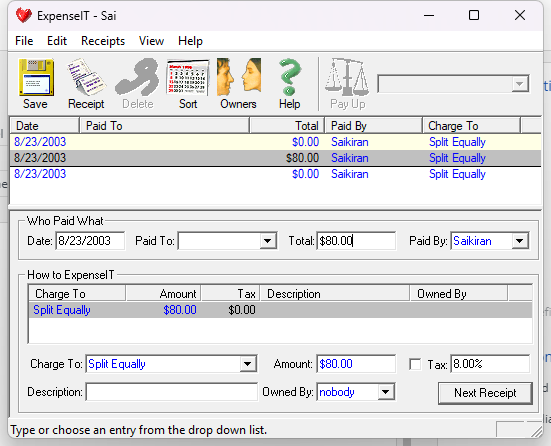 ExpenseIT - Sai
File Edit Receipts View Help
Save Receipt Delete Sort Owners Help Pay Up
Date Paid To Total Paid By Charge To
8/23/2003 $0.00 Saikiran Split Equally
8/23/2003 $80.00 Saikiran Split Equally
8/23/2003 $0.00 Saikiran Split Equally
Who Paid What
Date: 8/23/2003 Paid To: Total: $80.00 Paid By: Saikiran
How to ExpenseIT
Charge To Amount Tax Description Owned By
Split Equally $80.00 $0.00
Charge To: Split Equally Amount: $80.00 Tax: 8.00%
Description: Owned By: nobody Next Receipt
Type or choose an entry from the drop down list.